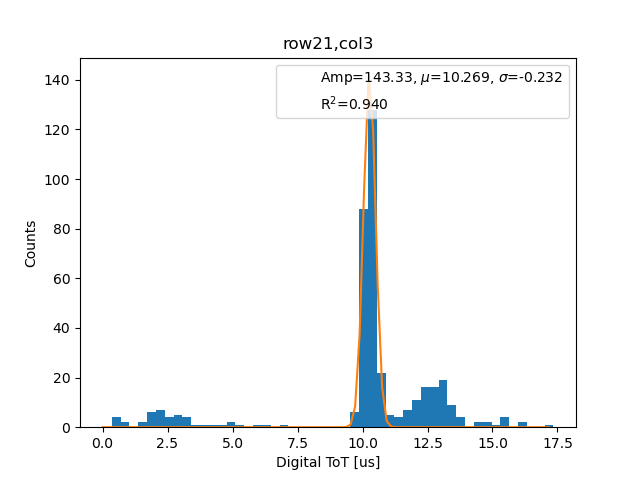 row21,col3
Amp=143.33, μ=10.269, σ=-0.232
R²=0.940
Counts
140
120
100
80
60
40
20
0
0.0 2.5 5.0 7.5 10.0 12.5 15.0 17.5
Digital ToT [us]